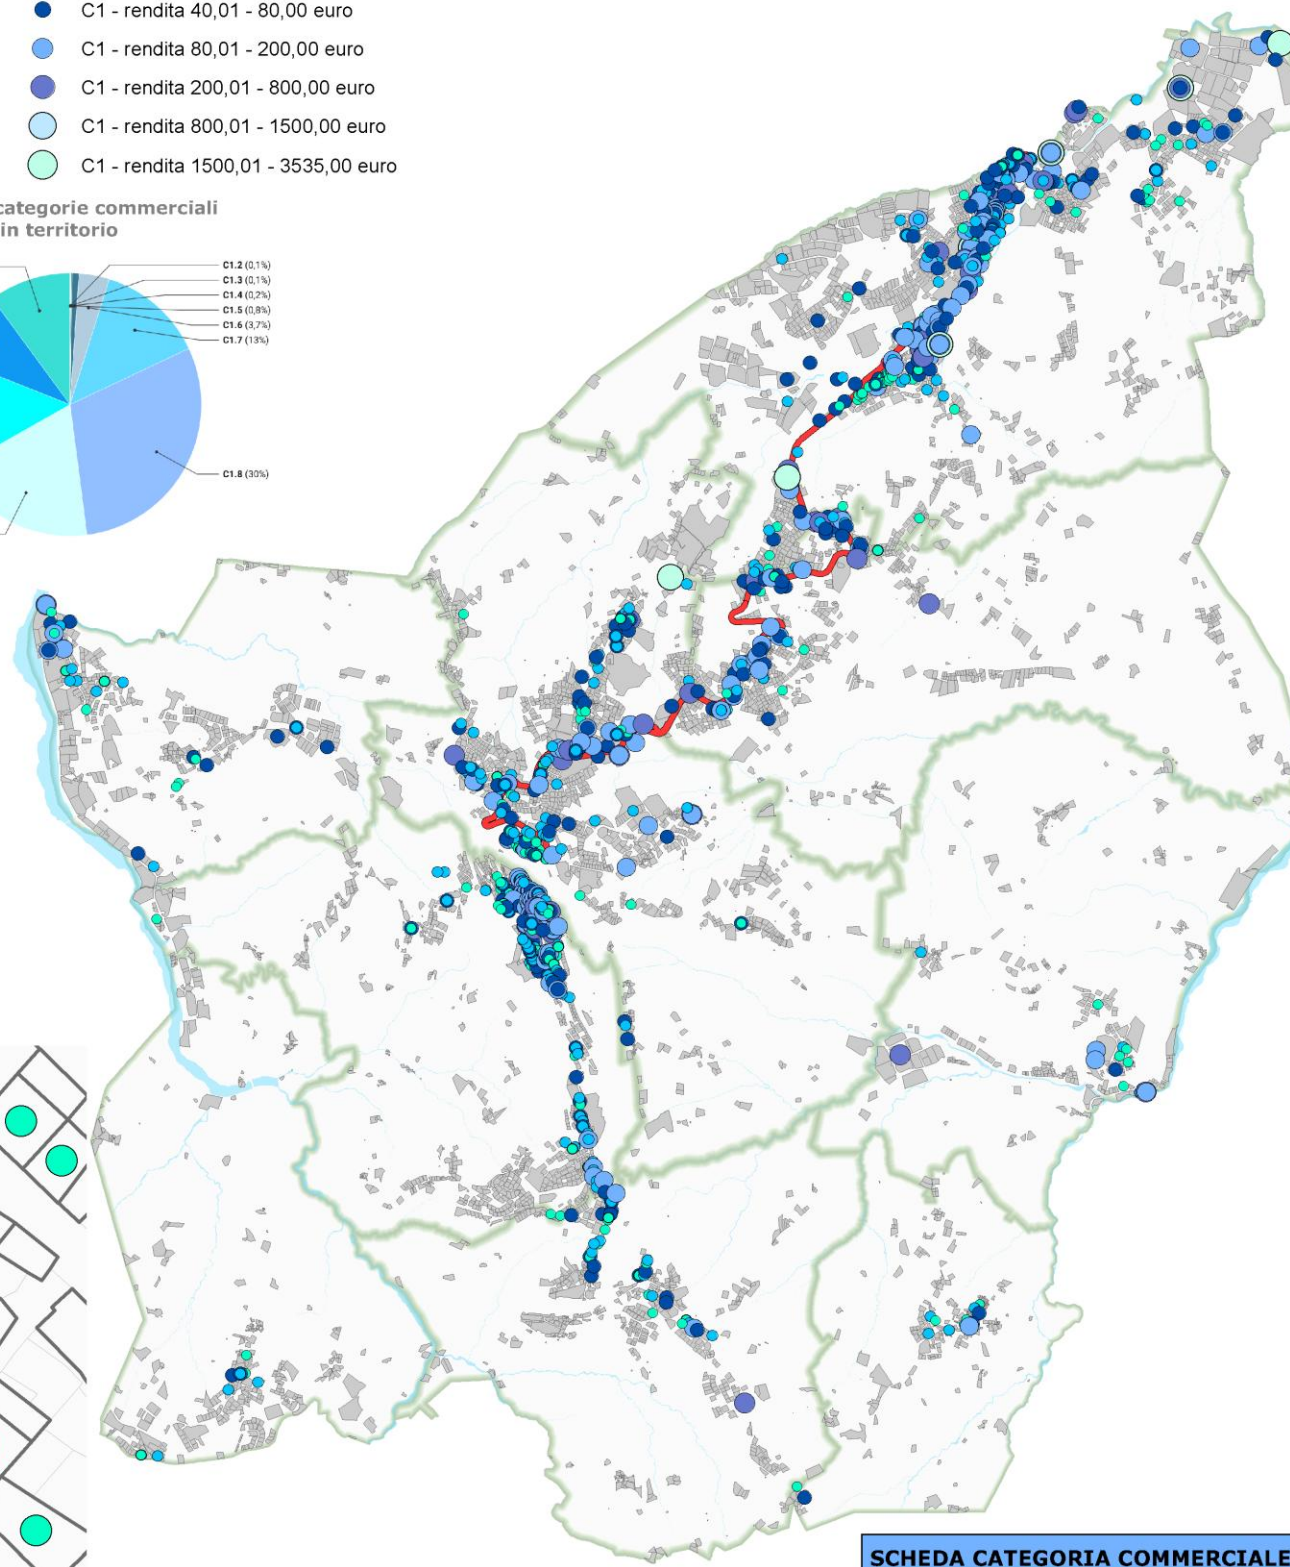 C1 - rendita 40,01 - 80,00 euro
C1 - rendita 80,01 - 200,00 euro
C1 - rendita 200,01 - 800,00 euro
C1 - rendita 800,01 - 1500,00 euro
C1 - rendita 1500,01 - 3535,00 euro
categorie commerciali
in territorio
C1.2 (0,1%)
C1.3 (0,1%)
C1.4 (0,2%)
C1.5 (0,8%)
C1.6 (3,7%)
C1.7 (13%)
C1.8 (30%)
SCHEDA CATEGORIA COMMERCIALE